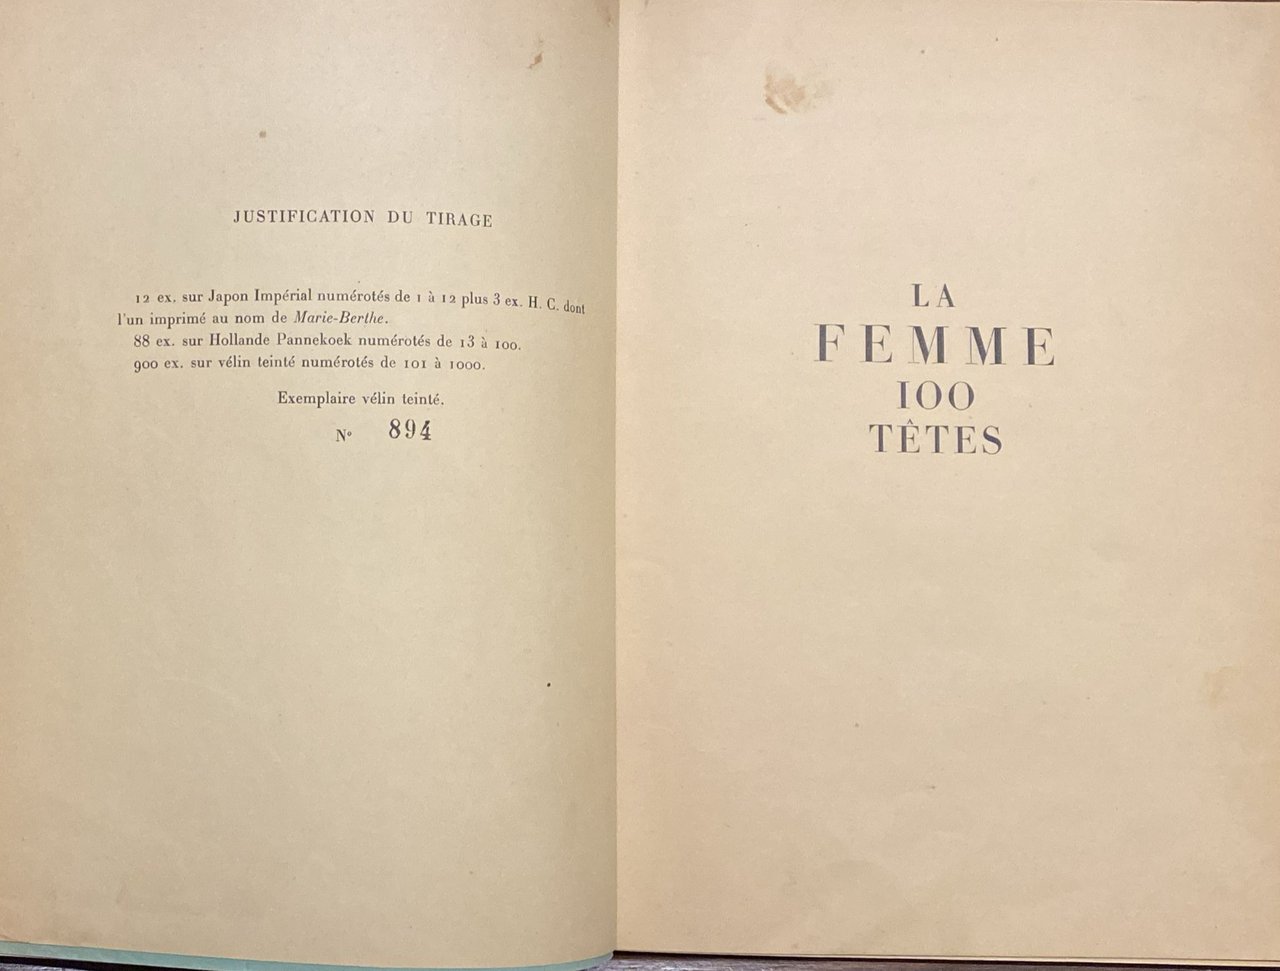 JUSTIFICATION DU TIRAGE
12 ex. sur Japon Impérial numérotés de 1 à 12 plus 3 ex. H. C. dont
l'un imprimé au nom de Marie-Berthe.
88 ex. sur Hollande Pannekoek numérotés de 13 à 100.
900 ex. sur vélin teinté numérotés de 101 à 1000.
Exemplaire vélin teinté.
N° 894
LA
FEMME
100
TÊTES